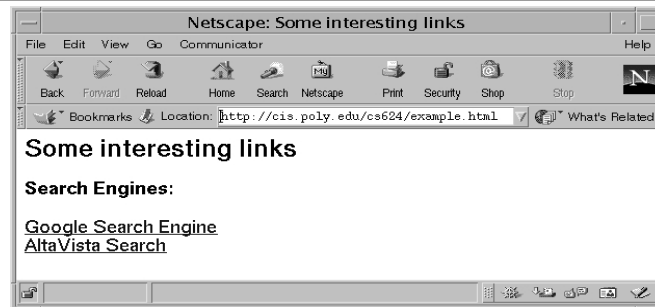 Netscape: Some interesting links
File Edit View Go Communicator Help
Back Forward Reload Home Search Netscape Print Security Shop Stop
My
N
Bookmarks Location: http://cis.poly.edu/cs624/example.html What's Related
Some interesting links
Search Engines:
Google Search Engine
AltaVista Search